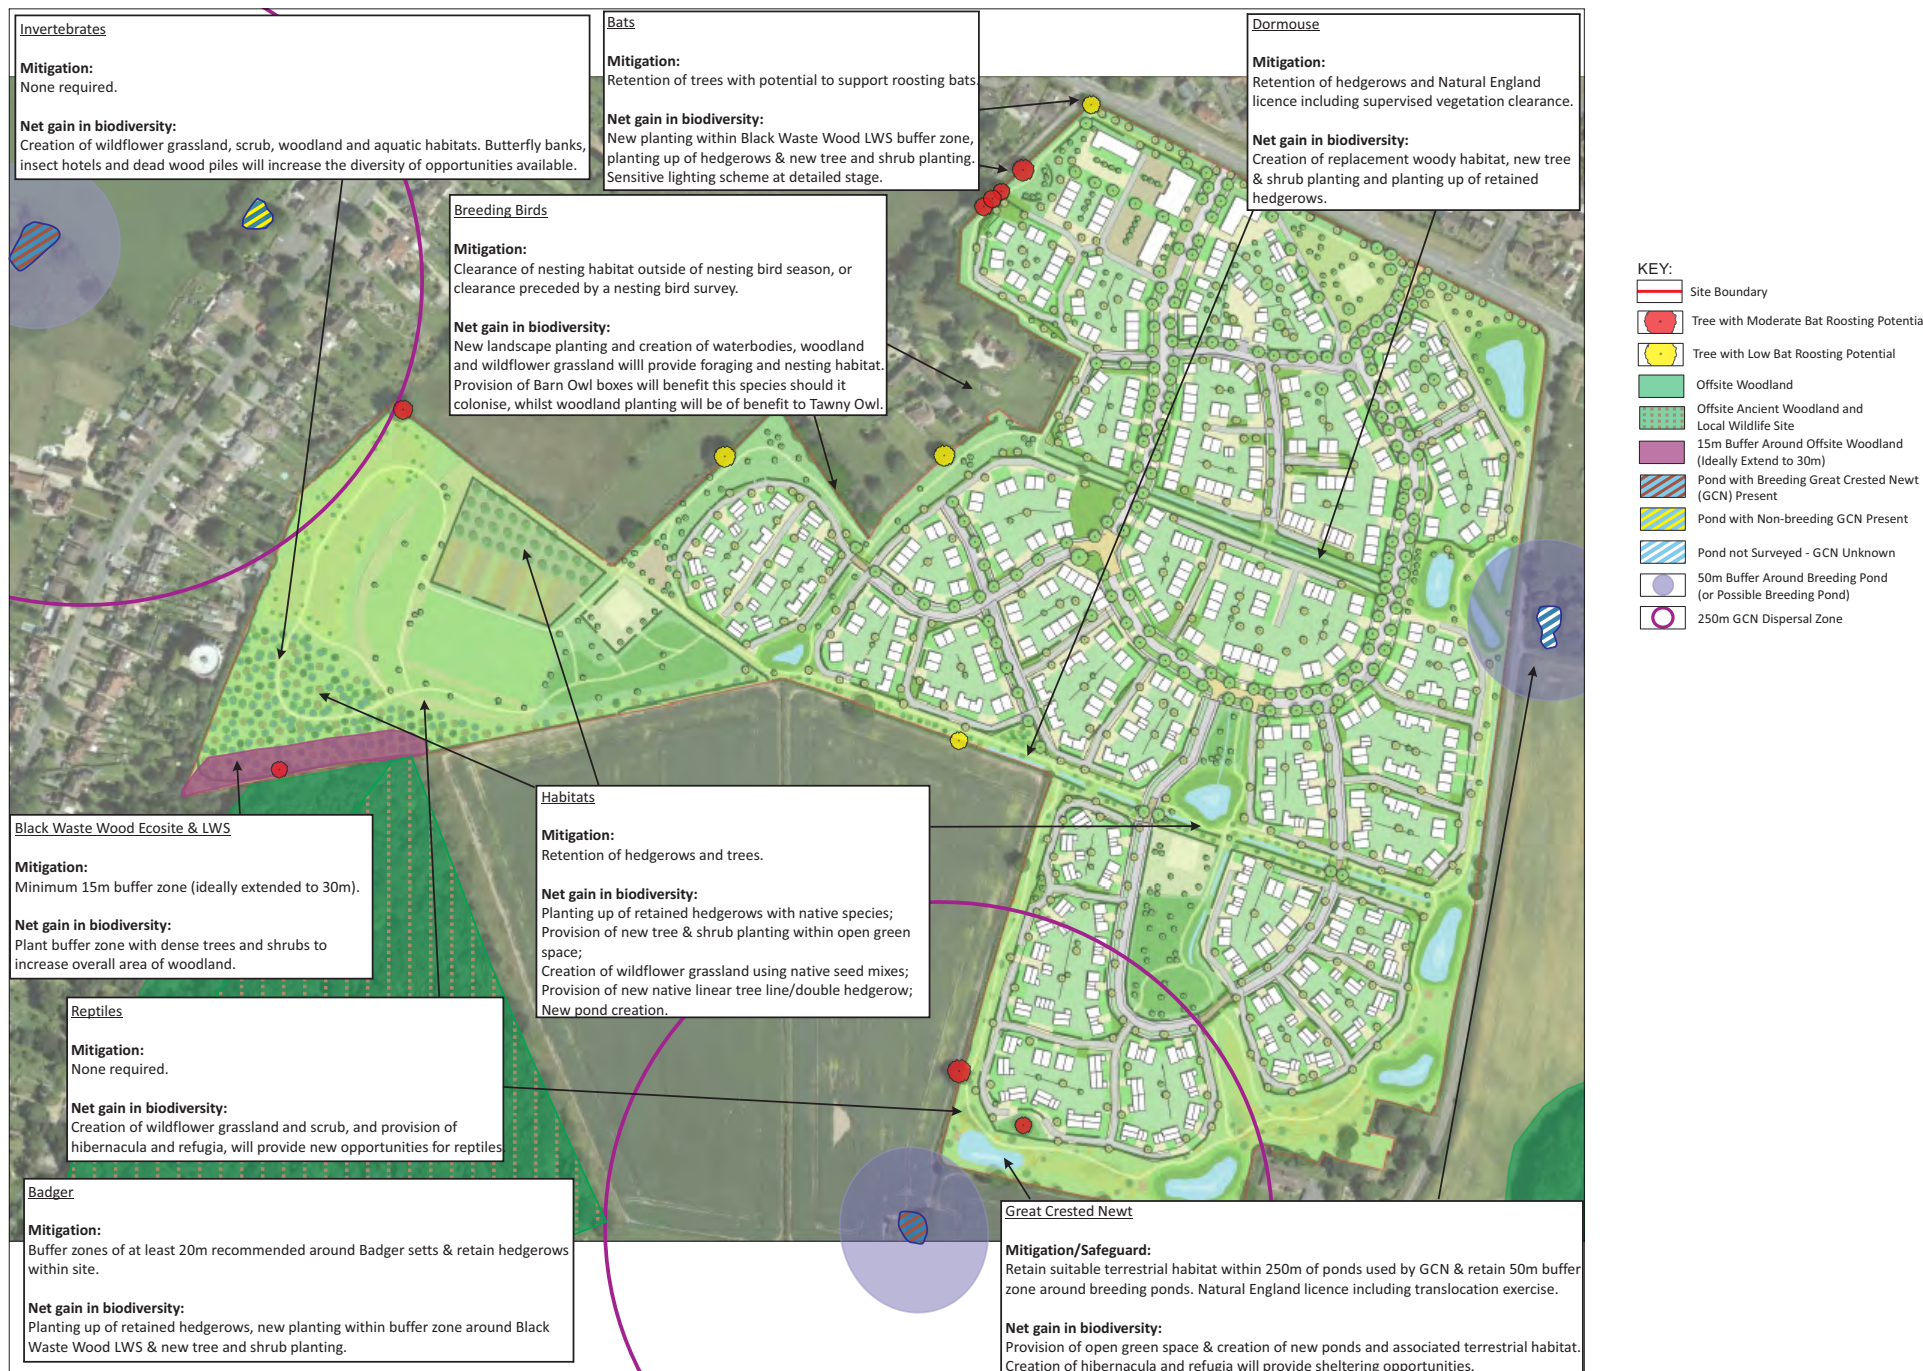 Invertebrates
Mitigation:
None required.
Net gain in biodiversity:
Creation of wildflower grassland, scrub, woodland and aquatic habitats. Butterfly banks,
insect hotels and dead wood piles will increase the diversity of opportunities available.
Bats
Mitigation:
Retention of trees with potential to support roosting bats.
Net gain in biodiversity:
New planting within Black Waste Wood LWS buffer zone,
planting up of hedgerows & new tree and shrub planting.
Sensitive lighting scheme at detailed stage.
Dormouse
Mitigation:
Retention of hedgerows and Natural England
licence including supervised vegetation clearance.
Net gain in biodiversity:
Creation of replacement woody habitat, new tree
& shrub planting and planting up of retained
hedgerows.
Breeding Birds
Mitigation:
Clearance of nesting habitat outside of nesting bird season, or
clearance preceded by a nesting bird survey.
Net gain in biodiversity:
New landscape planting and creation of waterbodies, woodland
and wildflower grassland willl provide foraging and nesting habitat.
Provision of Barn Owl boxes will benefit this species should it
colonise, whilst woodland planting will be of benefit to Tawny Owl.
KEY:
Site Boundary
Tree with Moderate Bat Roosting Potentia
Tree with Low Bat Roosting Potential
Offsite Woodland
Offsite Ancient Woodland and
Local Wildlife Site
15m Buffer Around Offsite Woodland
(Ideally Extend to 30m)
Pond with Breeding Great Crested Newt
(GCN) Present
Pond with Non-breeding GCN Present
Pond not Surveyed - GCN Unknown
50m Buffer Around Breeding Pond
(or Possible Breeding Pond)
250m GCN Dispersal Zone
Habitats
Mitigation:
Retention of hedgerows and trees.
Net gain in biodiversity:
Planting up of retained hedgerows with native species;
Provision of new tree & shrub planting within open green
space;
Creation of wildflower grassland using native seed mixes;
Provision of new native linear tree line/double hedgerow;
New pond creation.
Black Waste Wood Ecosite & LWS
Mitigation:
Minimum 15m buffer zone (ideally extended to 30m).
Net gain in biodiversity:
Plant buffer zone with dense trees and shrubs to
increase overall area of woodland.
Reptiles
Mitigation:
None required.
Net gain in biodiversity:
Creation of wildflower grassland and scrub, and provision of
hibernacula and refugia, will provide new opportunities for reptiles
Badger
Mitigation:
Buffer zones of at least 20m recommended around Badger setts & retain hedgerows
within site.
Net gain in biodiversity:
Planting up of retained hedgerows, new planting within buffer zone around Black
Waste Wood LWS & new tree and shrub planting.
Great Crested Newt
Mitigation/Safeguard:
Retain suitable terrestrial habitat within 250m of ponds used by GCN & retain 50m buffer
zone around breeding ponds. Natural England licence including translocation exercise.
Net gain in biodiversity:
Provision of open green space & creation of new ponds and associated terrestrial habitat.
Creation of hibernacula and refugia will provide sheltering opportunities.